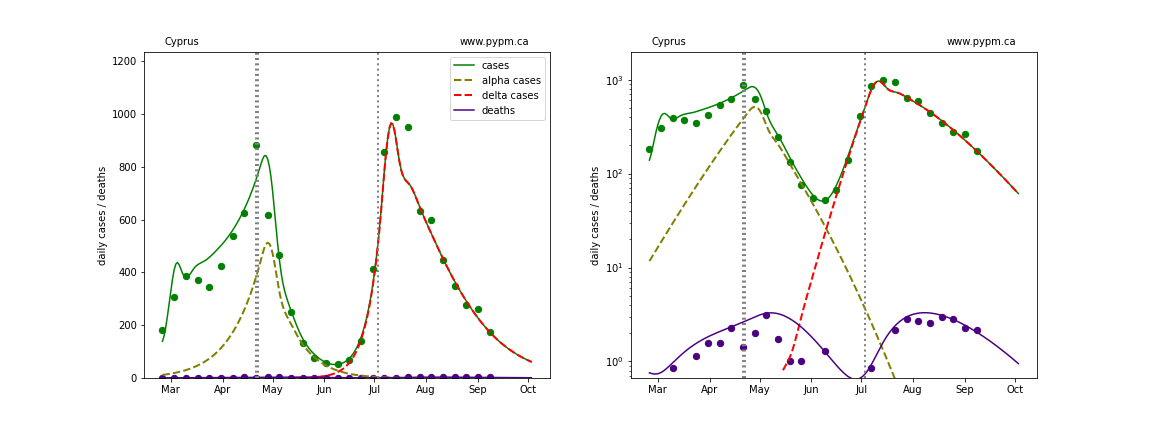 Cyprus www.pypm.ca
1200
1000
800
600
400
200
0
daily cases / deaths
cases
alpha cases
delta cases
deaths
Mar Apr May Jun Jul Aug Sep Oct
Cyprus www.pypm.ca
10³
10²
10¹
10⁰
daily cases / deaths
Mar Apr May Jun Jul Aug Sep Oct